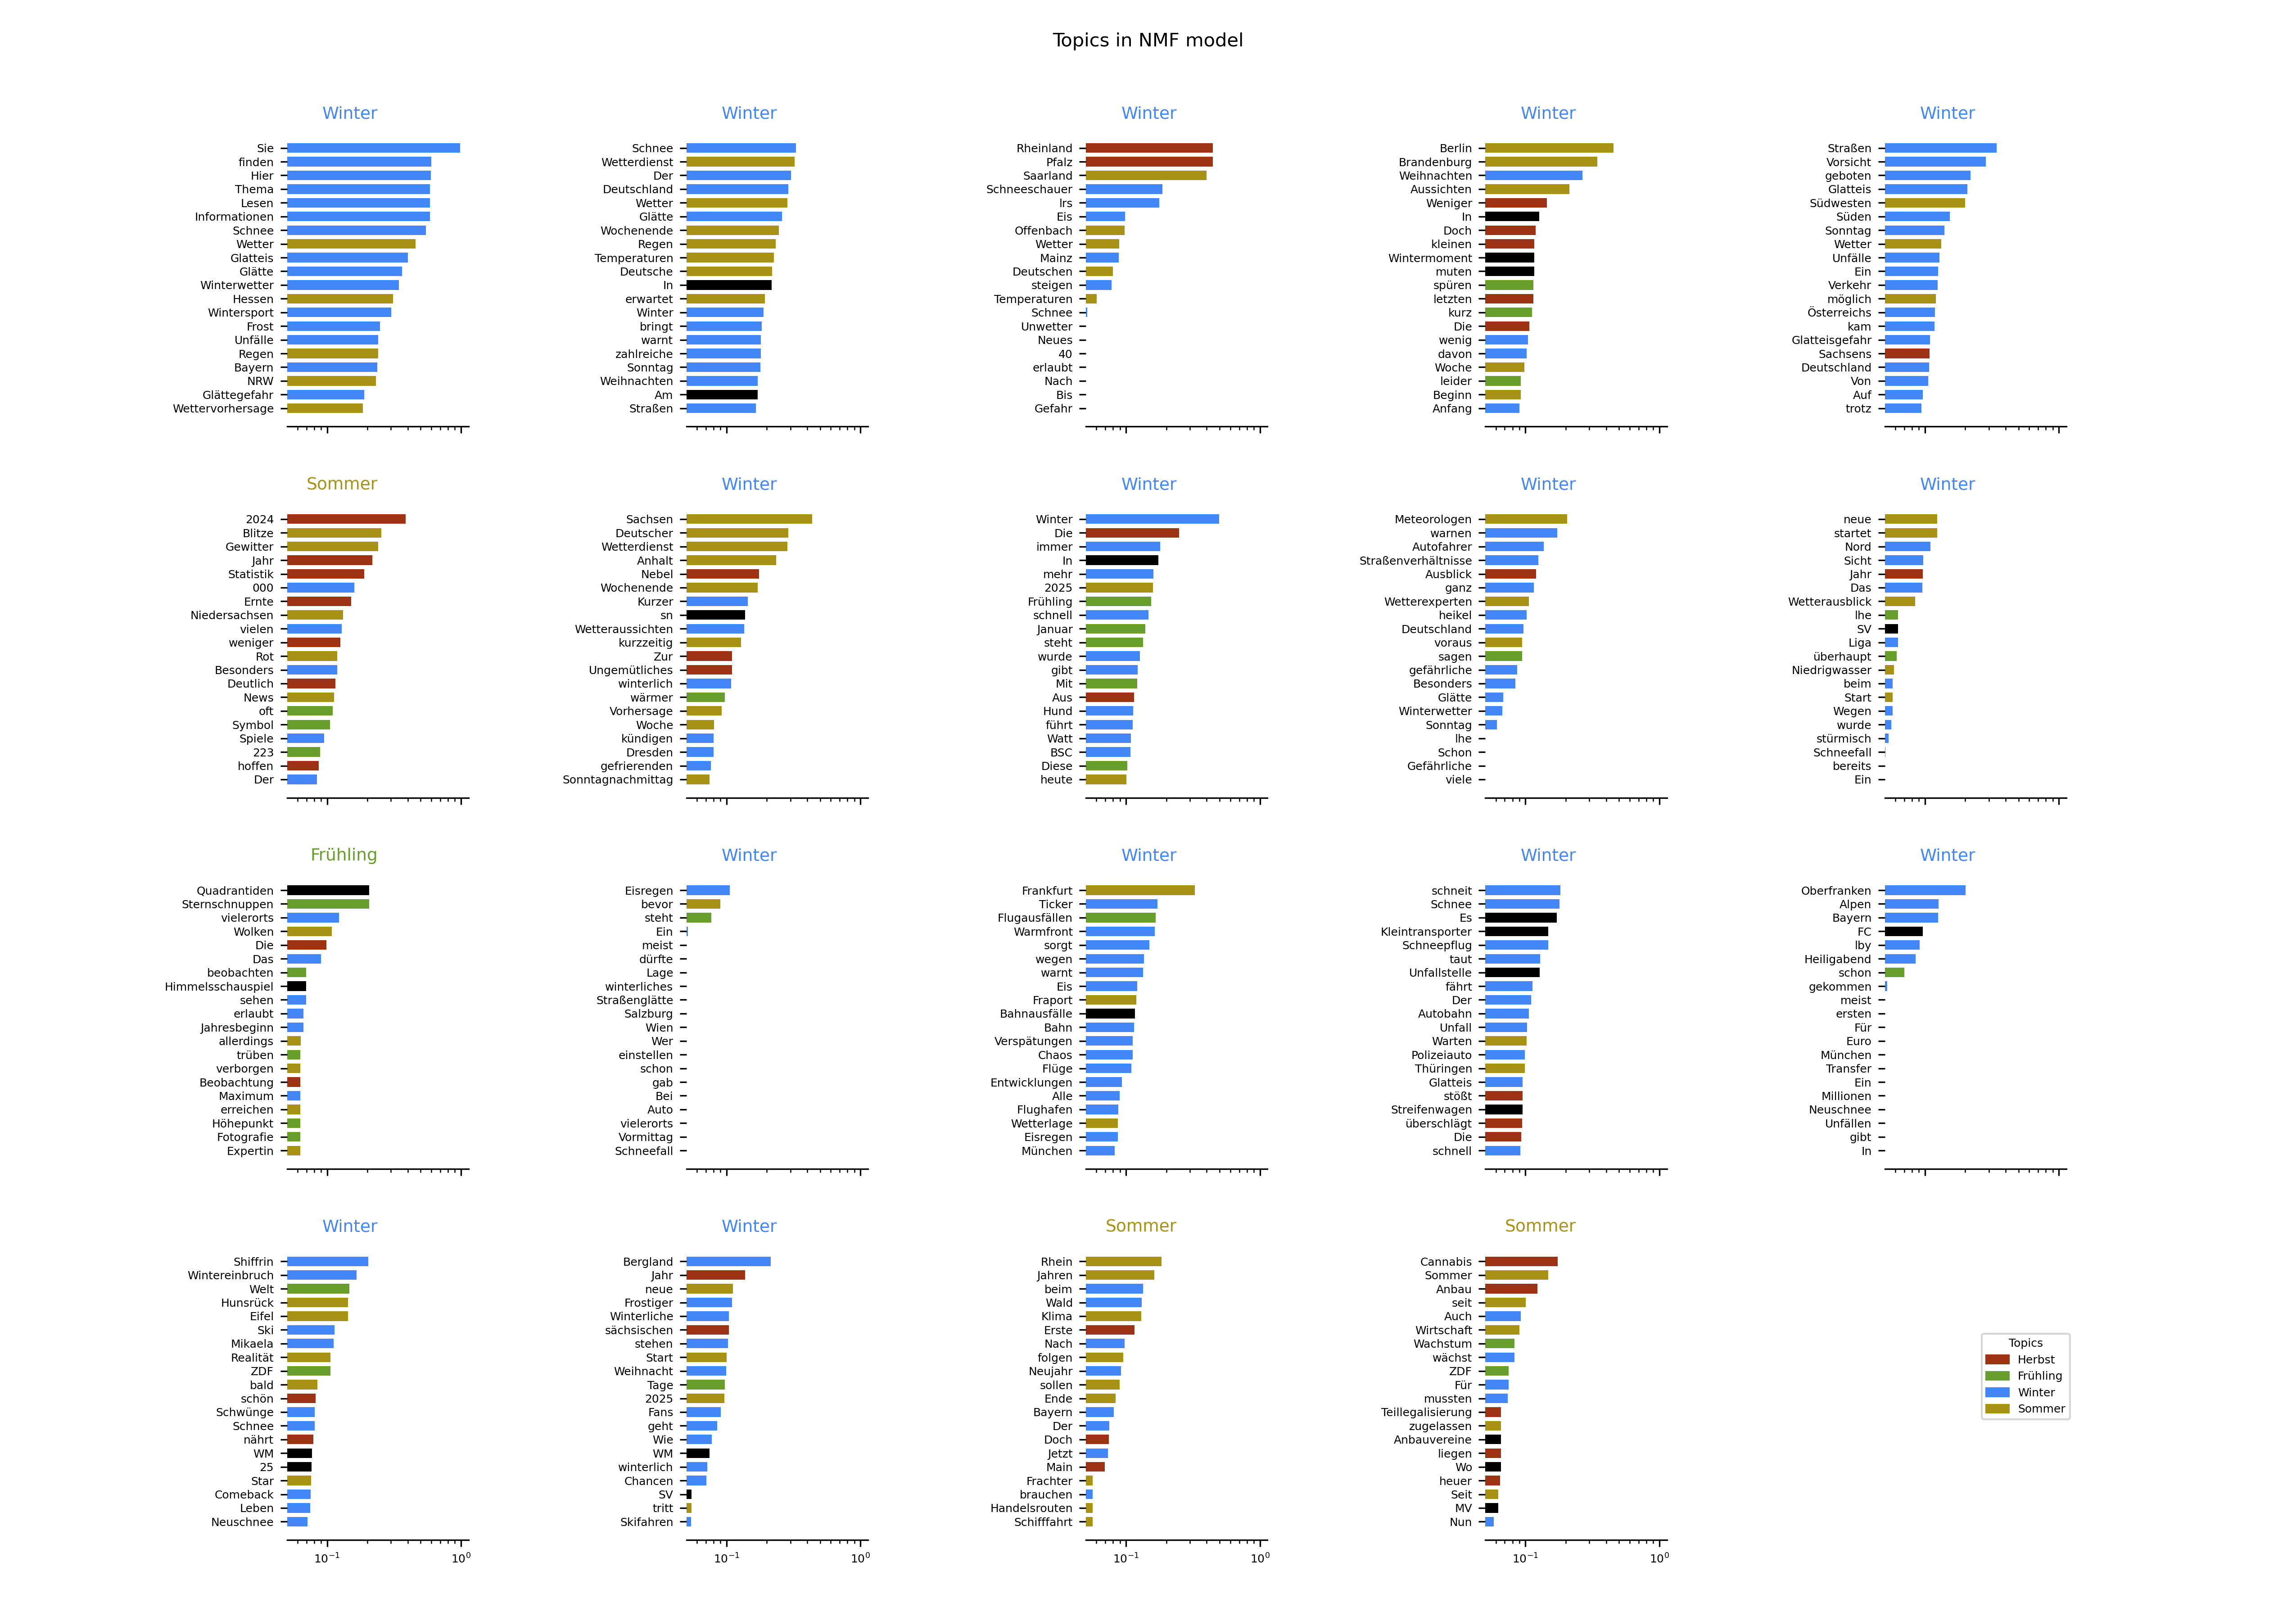 Topics in NMF model
Winter
Sie
finden
Hier
Thema
Lesen
Informationen
Schnee
Wetter
Glatteis
Glätte
Winterwetter
Hessen
Wintersport
Frost
Unfälle
Regen
Bayern
NRW
Glättegefahr
Wettervorhersage
Winter
Schnee
Wetterdienst
Der
Deutschland
Wetter
Glätte
Wochenende
Regen
Temperaturen
Deutsche
In
erwartet
Winter
bringt
warnt
zahlreiche
Sonntag
Weihnachten
Am
Straßen
Winter
Rheinland
Pfalz
Saarland
Schneeschauer
lrs
Eis
Offenbach
Wetter
Mainz
Deutschen
steigen
Temperaturen
Schnee
Unwetter
Neues
40
erlaubt
Nach
Bis
Gefahr
Winter
Berlin
Brandenburg
Weihnachten
Aussichten
Weniger
In
Doch
kleinen
Wintermoment
muten
spüren
letzten
kurz
Die
wenig
davon
Woche
leider
Beginn
Anfang
Winter
Straßen
Vorsicht
geboten
Glatteis
Südwesten
Süden
Sonntag
Wetter
Unfälle
Ein
Verkehr
möglich
Österreichs
kam
Glatteisgefahr
Sachsens
Deutschland
Von
Auf
trotz
Sommer
2024
Blitze
Gewitter
Jahr
Statistik
000
Ernte
Niedersachsen
vielen
weniger
Rot
Besonders
Deutlich
News
oft
Symbol
Spiele
223
hoffen
Der
Winter
Sachsen
Deutscher
Wetterdienst
Anhalt
Nebel
Wochenende
Kurzer
sn
Wetteraussichten
kurzzeitig
Zur
Ungemütliches
winterlich
wärmer
Vorhersage
Woche
kündigen
Dresden
gefrierenden
Sonntagnachmittag
Winter
Winter
Die
immer
In
mehr
2025
Frühling
schnell
Januar
steht
wurde
gibt
Mit
Aus
Hund
führt
Watt
BSC
Diese
heute
Winter
Meteorologen
warnen
Autofahrer
Straßenverhältnisse
Ausblick
ganz
Wetterexperten
heikel
Deutschland
voraus
sagen
gefährliche
Besonders
Glätte
Winterwetter
Sonntag
lhe
Schon
Gefährliche
viele
Winter
neue
startet
Nord
Sicht
Jahr
Das
Wetterausblick
lhe
SV
Liga
überhaupt
Niedrigwasser
beim
Start
Wegen
wurde
stürmisch
Schneefall
bereits
Ein
Frühling
Quadrantiden
Sternschnuppen
vielerorts
Wolken
Die
Das
beobachten
Himmelsschauspiel
sehen
erlaubt
Jahresbeginn
allerdings
trüben
verborgen
Beobachtung
Maximum
erreichen
Höhepunkt
Fotografie
Expertin
Winter
Eisregen
bevor
steht
Ein
meist
dürfte
Lage
winterliches
Straßenglätte
Salzburg
Wien
Wer
einstellen
schon
gab
Bei
Auto
vielerorts
Vormittag
Schneefall
Winter
Frankfurt
Ticker
Flugausfällen
Warmfront
sorgt
wegen
warnt
Eis
Fraport
Bahnausfälle
Bahn
Verspätungen
Chaos
Flüge
Entwicklungen
Alle
Flughafen
Wetterlage
Eisregen
München
Winter
schneit
Schnee
Es
Kleintransporter
Schneepflug
taut
Unfallstelle
fährt
Der
Autobahn
Unfall
Warten
Polizeiauto
Thüringen
Glatteis
stößt
Streifenwagen
überschlägt
Die
schnell
Winter
Oberfranken
Alpen
Bayern
FC
lby
Heiligabend
schon
gekommen
meist
ersten
Für
Euro
München
Transfer
Ein
Millionen
Neuschnee
Unfällen
gibt
In
Winter
Shiffrin
Wintereinbruch
Welt
Hunsrück
Eifel
Ski
Mikaela
Realität
ZDF
bald
schön
Schwünge
Schnee
nährt
WM
25
Star
Comeback
Leben
Neuschnee
10⁻¹ 10⁰
Winter
Bergland
Jahr
neue
Frostiger
Winterliche
sächsischen
stehen
Start
Weihnacht
Tage
2025
Fans
geht
Wie
WM
winterlich
Chancen
SV
tritt
Skifahren
10⁻¹ 10⁰
Sommer
Rhein
Jahren
beim
Wald
Klima
Erste
Nach
folgen
Neujahr
sollen
Ende
Bayern
Der
Doch
Jetzt
Main
Frachter
brauchen
Handelsrouten
Schifffahrt
10⁻¹ 10⁰
Sommer
Cannabis
Sommer
Anbau
seit
Auch
Wirtschaft
Wachstum
wächst
ZDF
Für
mussten
Teillegalisierung
zugelassen
Anbauvereine
liegen
Wo
heuer
Seit
MV
Nun
10⁻¹ 10⁰
Topics
Herbst
Frühling
Winter
Sommer